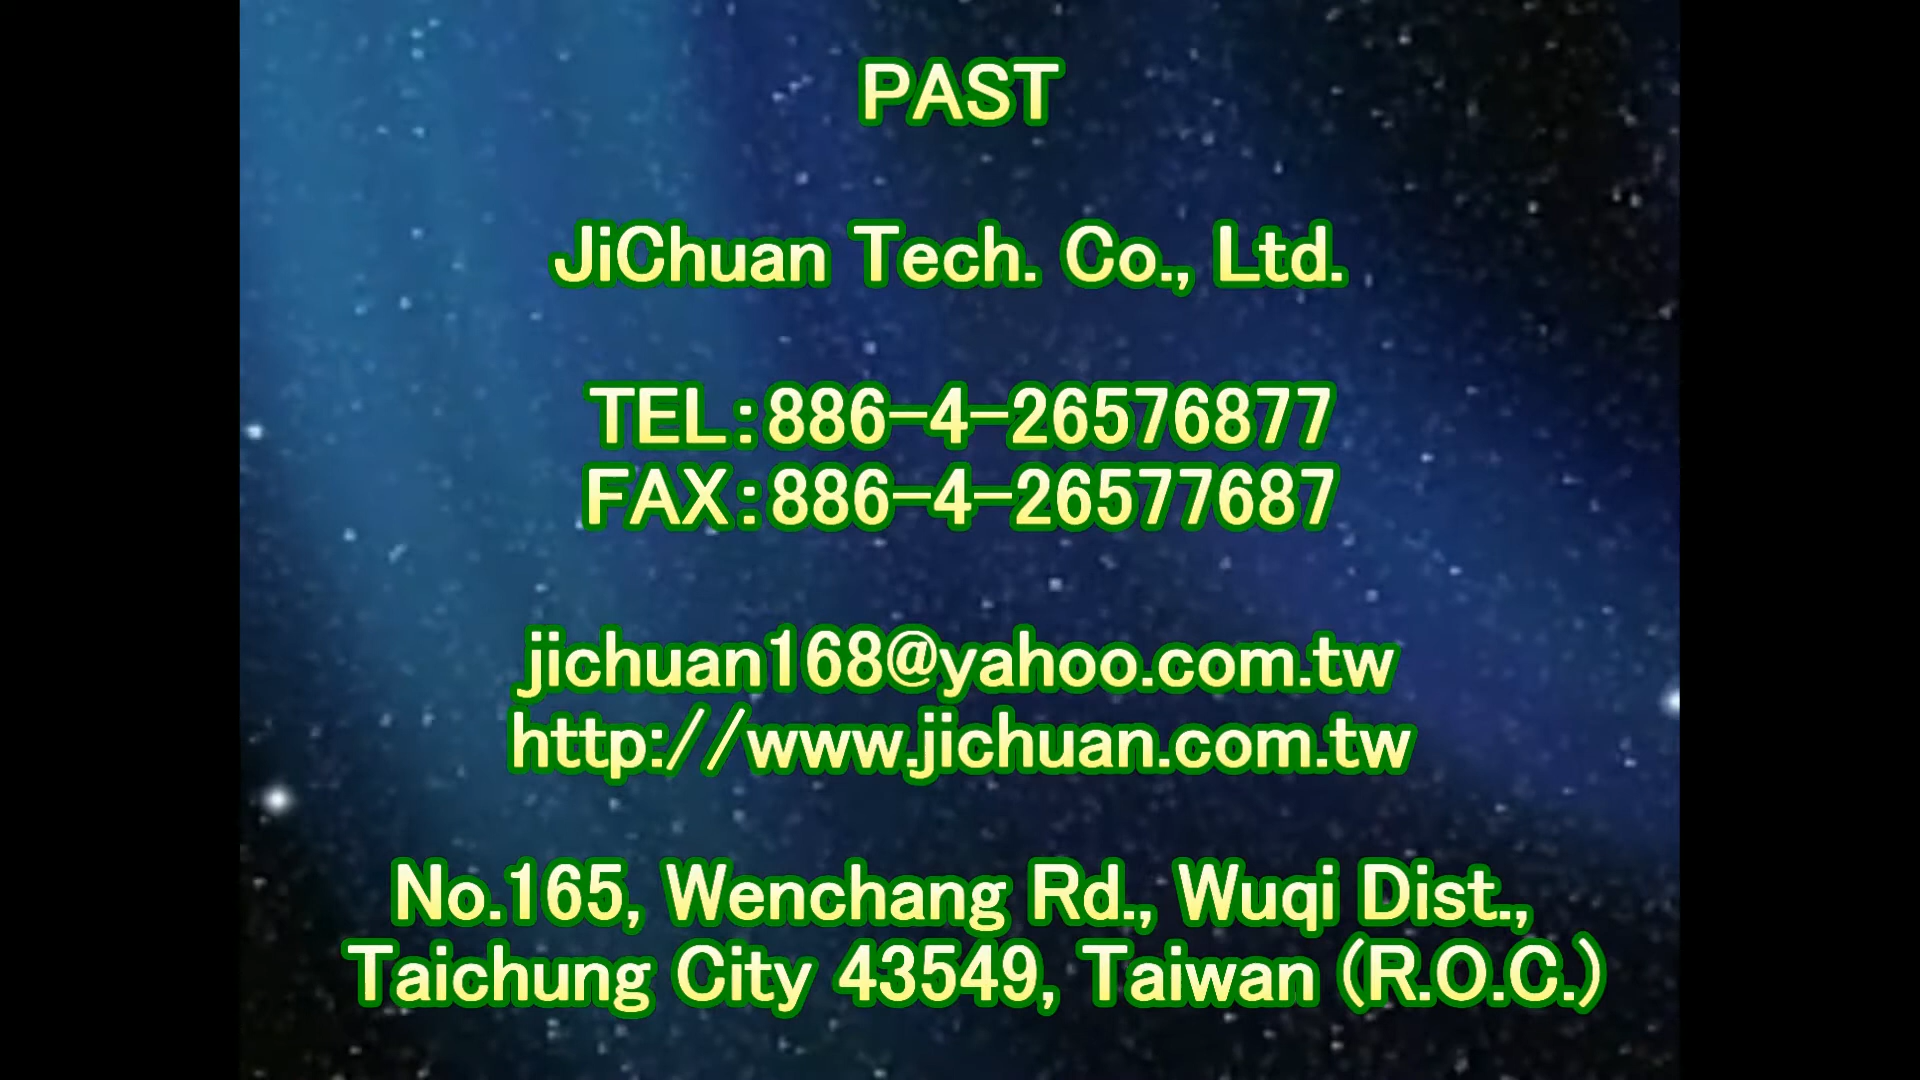 PAST
JiChuan Tech. Co., Ltd.
TEL:886-4-26576877
FAX:886-4-26577687
jichuan168@yahoo.com.tw
http://www.jichuan.com.tw
No.165, Wenchang Rd., Wuqi Dist.,
Taichung City 43549, Taiwan (R.O.C.)